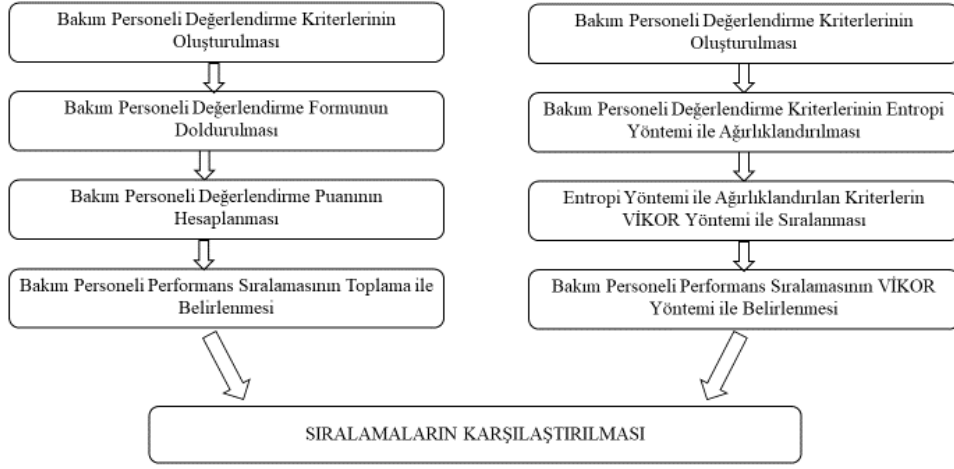 Bakım Personeli Değerlendirme Kriterlerinin
Oluşturulması
Bakım Personeli Değerlendirme Formunun
Doldurulması
Bakım Personeli Değerlendirme Puanının
Hesaplanması
Bakım Personeli Performans Sıralamasının Toplama ile
Belirlenmesi
Bakım Personeli Değerlendirme Kriterlerinin
Oluşturulması
Bakım Personeli Değerlendirme Kriterlerinin Entropi
Yöntemi ile Ağırlıklandırılması
Entropi Yöntemi ile Ağırlıklandırılan Kriterlerin
VİKOR Yöntemi ile Sıralanması
Bakım Personeli Performans Sıralamasının VİKOR
Yöntemi ile Belirlenmesi
SIRALAMALARIN KARŞILAŞTIRILMASI